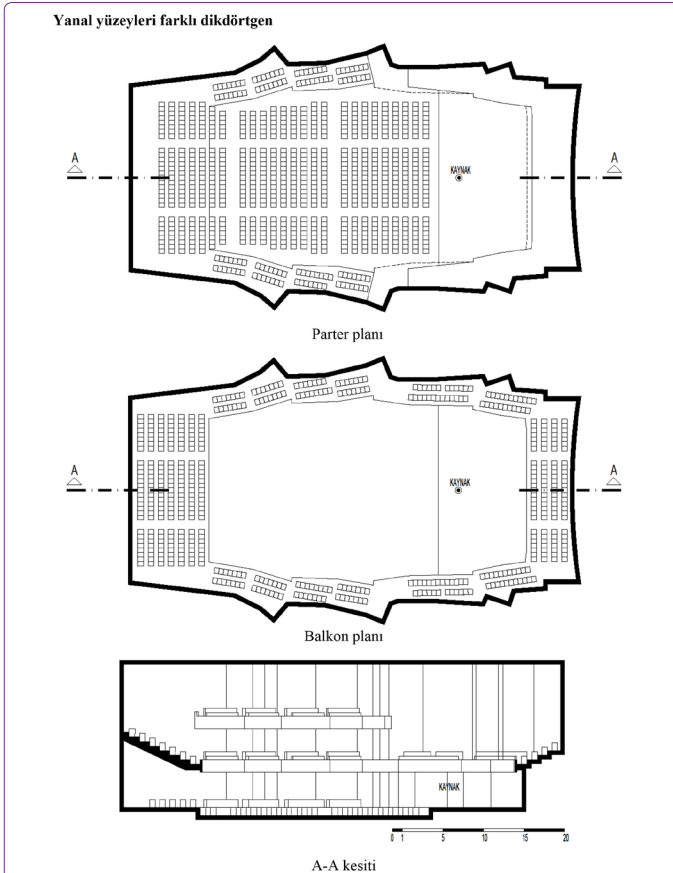 Yanal yüzeyleri farklı dikdörtgen
A A
KAYNAK
Parter planı
A A
KAYNAK
Balkon planı
KAYNAK
0 1 5 10 15 20
A-A kesiti